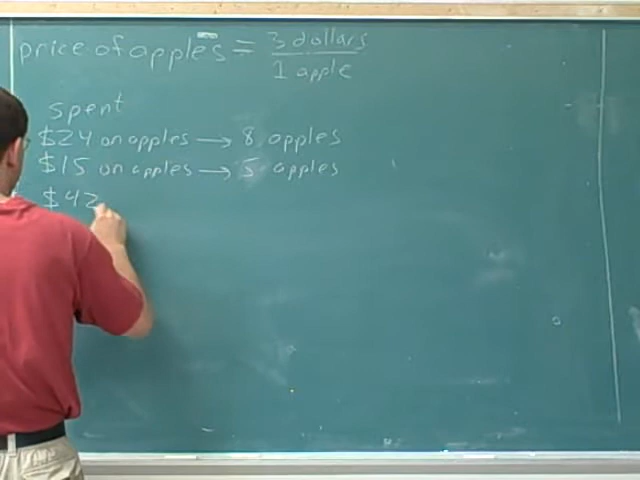 price of apples = 3 dollars / 1 apple
spent
$24 on apples → 8 apples
$15 on apples → 5 apples
$42